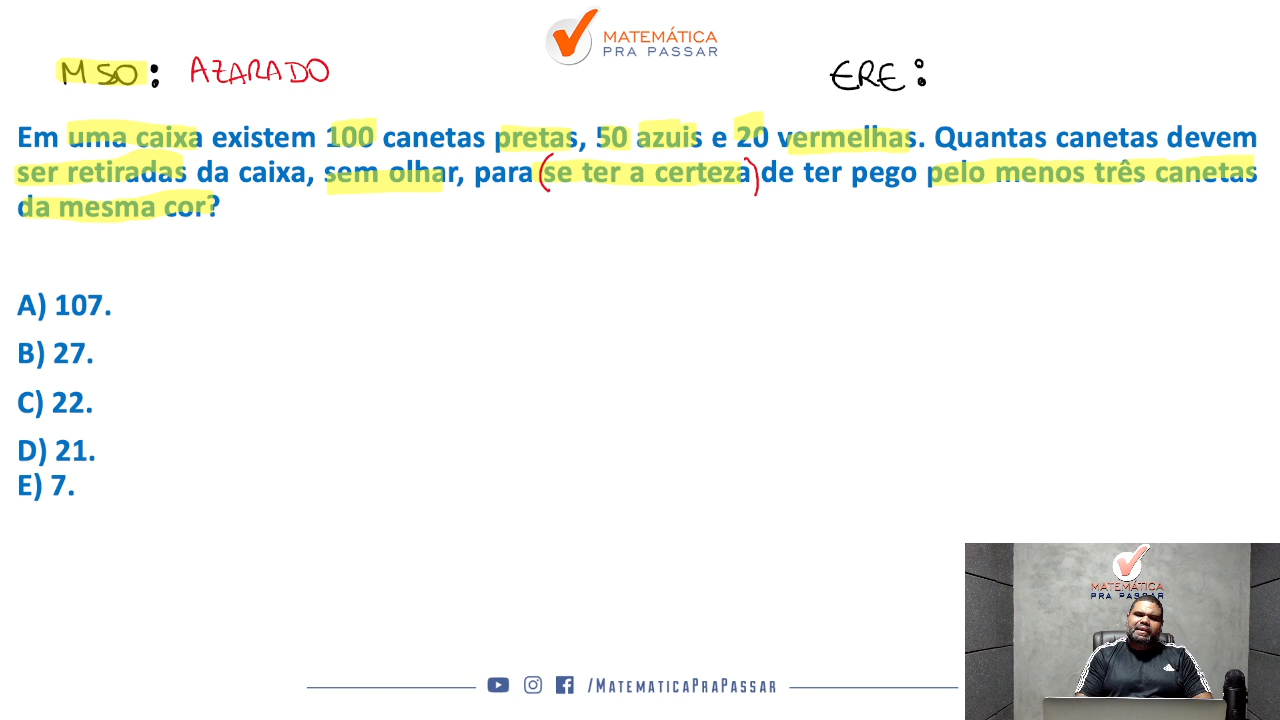 MATEMÁTICA
PRA PASSAR
MSO: AZARADO
ERE:
Em uma caixa existem 100 canetas pretas, 50 azuis e 20 vermelhas. Quantas canetas devem
ser retiradas da caixa, sem olhar, para (se ter a certeza) de ter pego pelo menos três canetas
da mesma cor?
A) 107.
B) 27.
C) 22.
D) 21.
E) 7.
MATEMÁTICA
PRA PASSAR
/MATEMATICAPRAPASSAR